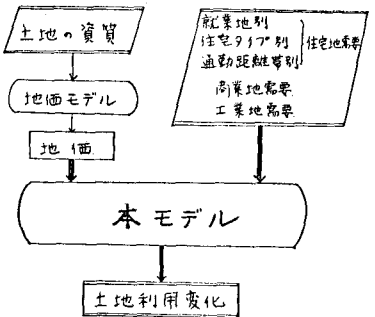 土地の資質
地価モデル
地価
就業地別
住宅タイプ別
通勤距離帯別
住宅地需要
商業地需要
工業地需要
本モデル
土地利用変化